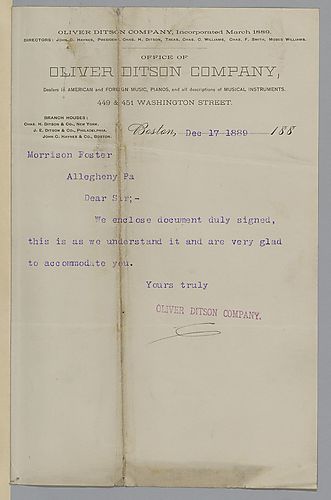 OLIVER DITSON COMPANY, Incorporated March 1889.
DIRECTORS: JOHN C. HAYNES, PRESIDENT, CHAS. H. DITSON, TREAS., CHAS. C. WILLIAMS, CHAS. F. SMITH, MOSES WILLIAMS.
OFFICE OF
OLIVER DITSON COMPANY,
Dealers in AMERICAN and FOREIGN MUSIC, PIANOS, and all descriptions of MUSICAL INSTRUMENTS.
449 & 451 WASHINGTON STREET.
BRANCH HOUSES:
CHAS. H. DITSON & CO., NEW YORK.
J. E. DITSON & CO., PHILADELPHIA.
JOHN C. HAYNES & CO., BOSTON.
Boston, Dec 17 1889 188
Morrison Foster
Allegheny Pa
Dear Sir;-
We enclose document duly signed,
this is as we understand it and are very glad
to accommodate you.
Yours truly
OLIVER DITSON COMPANY.